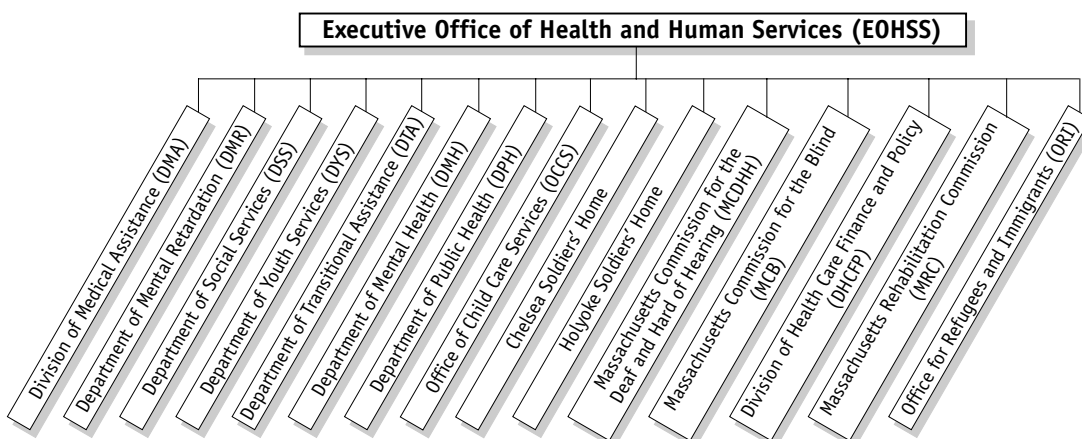 Executive Office of Health and Human Services (EOHSS)
Division of Medical Assistance (DMA)
Department of Mental Retardation (DMR)
Department of Social Services (DSS)
Department of Youth Services (DYS)
Department of Transitional Assistance (DTA)
Department of Mental Health (DMH)
Department of Public Health (DPH)
Office of Child Care Services (OCCS)
Chelsea Soldiers’ Home
Holyoke Soldiers’ Home
Massachusetts Commission for the
Deaf and Hard of Hearing (MCDHH)
Massachusetts Commission for the Blind
(MCB)
Division of Health Care Finance and Policy
(DHCFP)
Massachusetts Rehabilitation Commission
(MRC)
Office for Refugees and Immigrants (ORI)